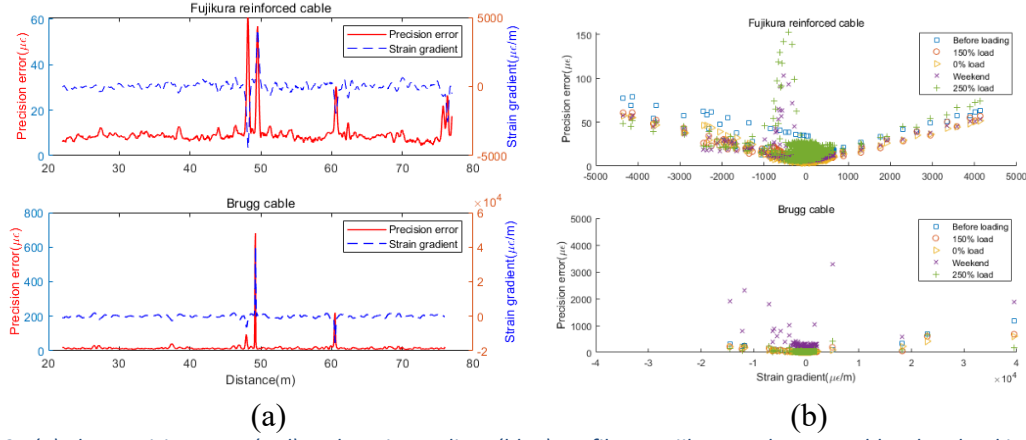 Fujikura reinforced cable
Precision error(με)
60
40
20
0
Precision error
Strain gradient
5000
0
-5000
Strain gradient(με/m)
20 30 40 50 60 70 80
Brugg cable
Precision error(με)
800
600
400
200
0
Precision error
Strain gradient
×10⁴
6
4
2
0
-2
Strain gradient(με/m)
20 30 40 50 60 70 80
Distance(m)
(a)
Fujikura reinforced cable
Precision error(με)
150
100
50
0
Before loading
150% load
0% load
Weekend
250% load
-5000 -4000 -3000 -2000 -1000 0 1000 2000 3000 4000 5000
Brugg cable
Precision error(με)
5000
4000
3000
2000
1000
0
Before loading
150% load
0% load
Weekend
250% load
-4 -3 -2 -1 0 1 2 3 4
Strain gradient(με/m)
×10⁴
(b)